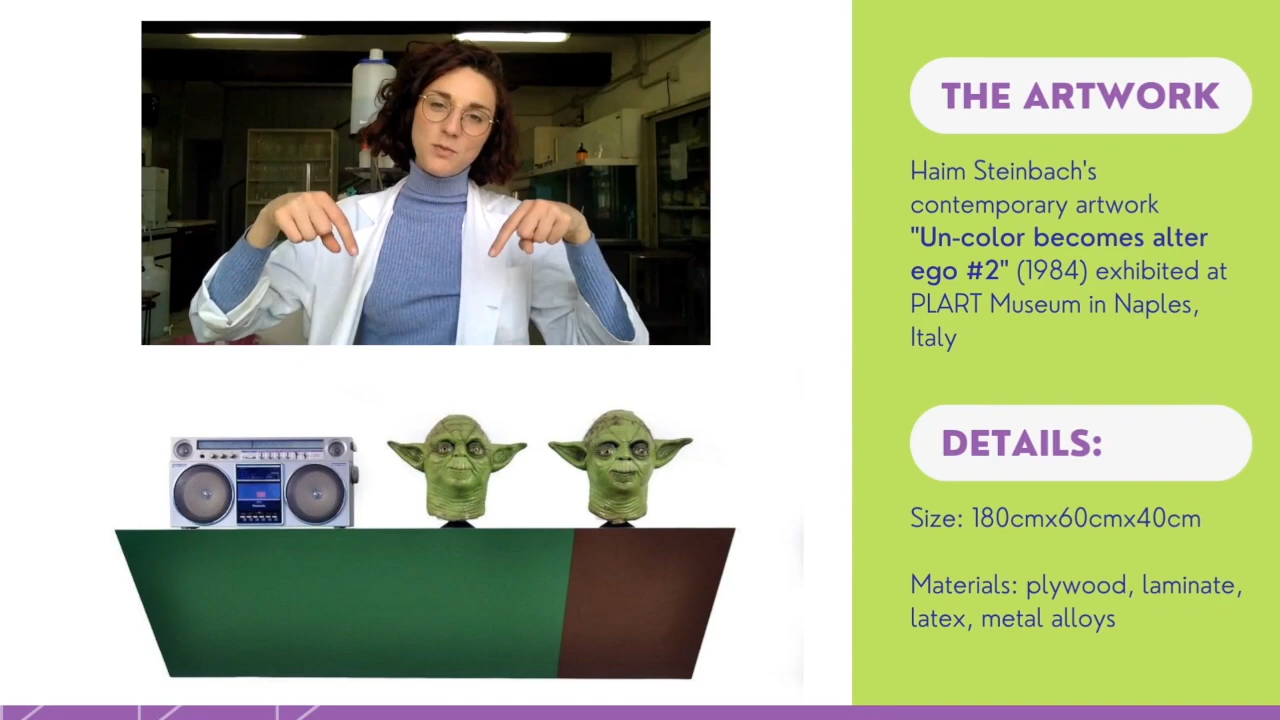 THE ARTWORK
Haim Steinbach's
contemporary artwork
"Un-color becomes alter
ego #2" (1984) exhibited at
PLART Museum in Naples,
Italy
DETAILS:
Size: 180cmx60cmx40cm
Materials: plywood, laminate,
latex, metal alloys